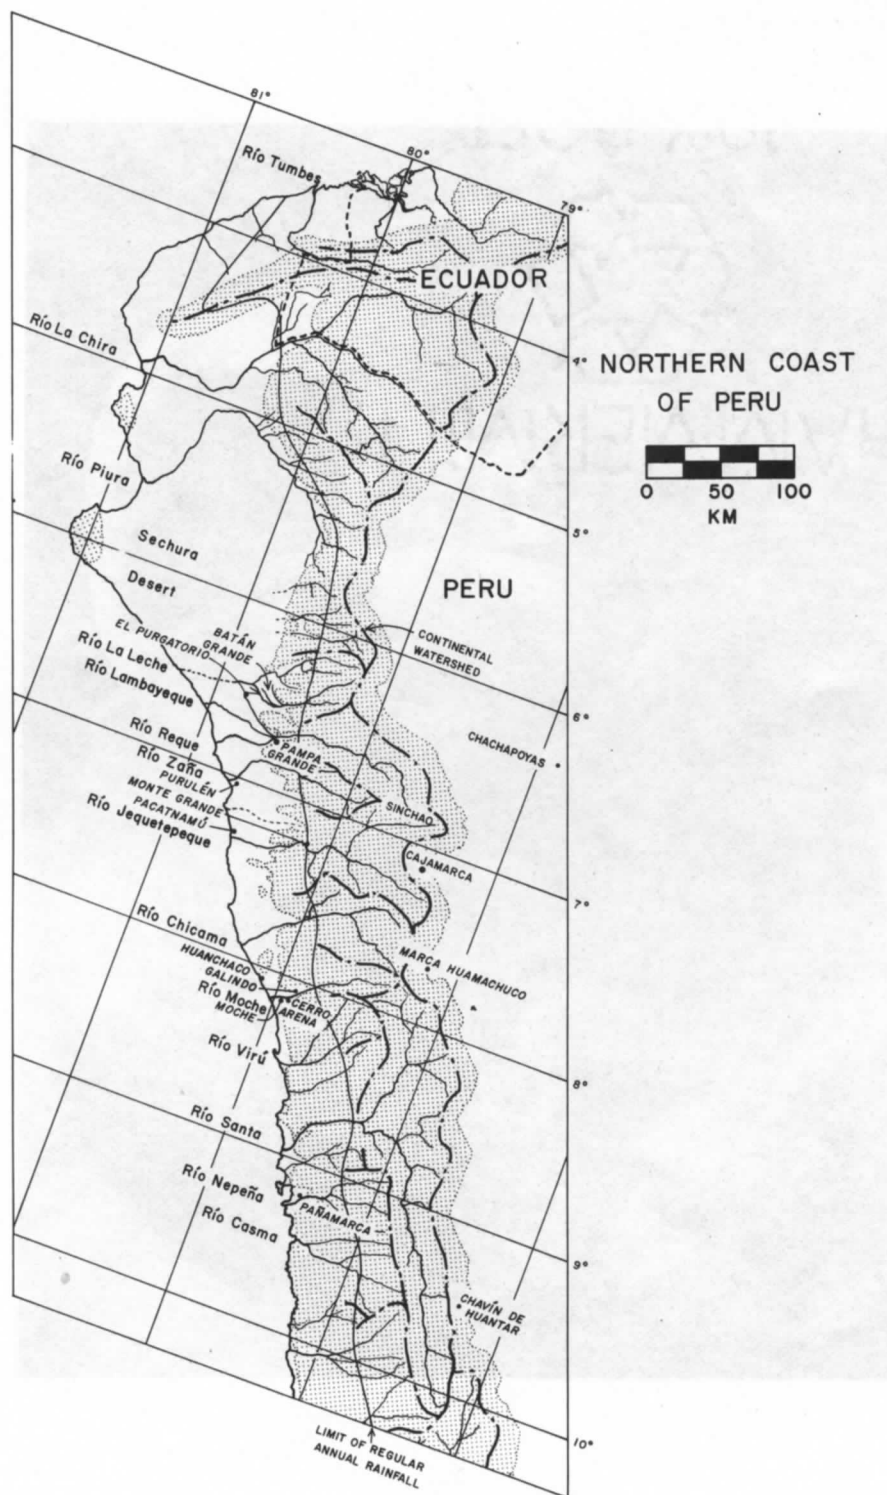 81°
80°
79°
Río Tumbes
ECUADOR
Río La Chira
4°
NORTHERN COAST
OF PERU
0 50 100
KM
Río Piura
5°
Sechura
Desert
PERU
CONTINENTAL
WATERSHED
BATÁN
GRANDE
EL PURGATORIO
Río La Leche
Río Lambayeque
6°
CHACHAPOYAS
Río Reque
PAMPA
GRANDE
Río Zaña
PURULÉN
MONTE GRANDE
PACATNAMÚ
Río
Jequetepeque
SINCHAO
CAJAMARCA
7°
Río Chicama
MARCA HUAMACHUCO
HUANCHACO
GALINDO
Río Moche
MOCHE
CERRO
ARENA
Río Virú
8°
Río Santa
Río Nepeña
PAÑAMARCA
Río Casma
9°
CHAVÍN DE
HUANTAR
10°
LIMIT OF REGULAR
ANNUAL RAINFALL